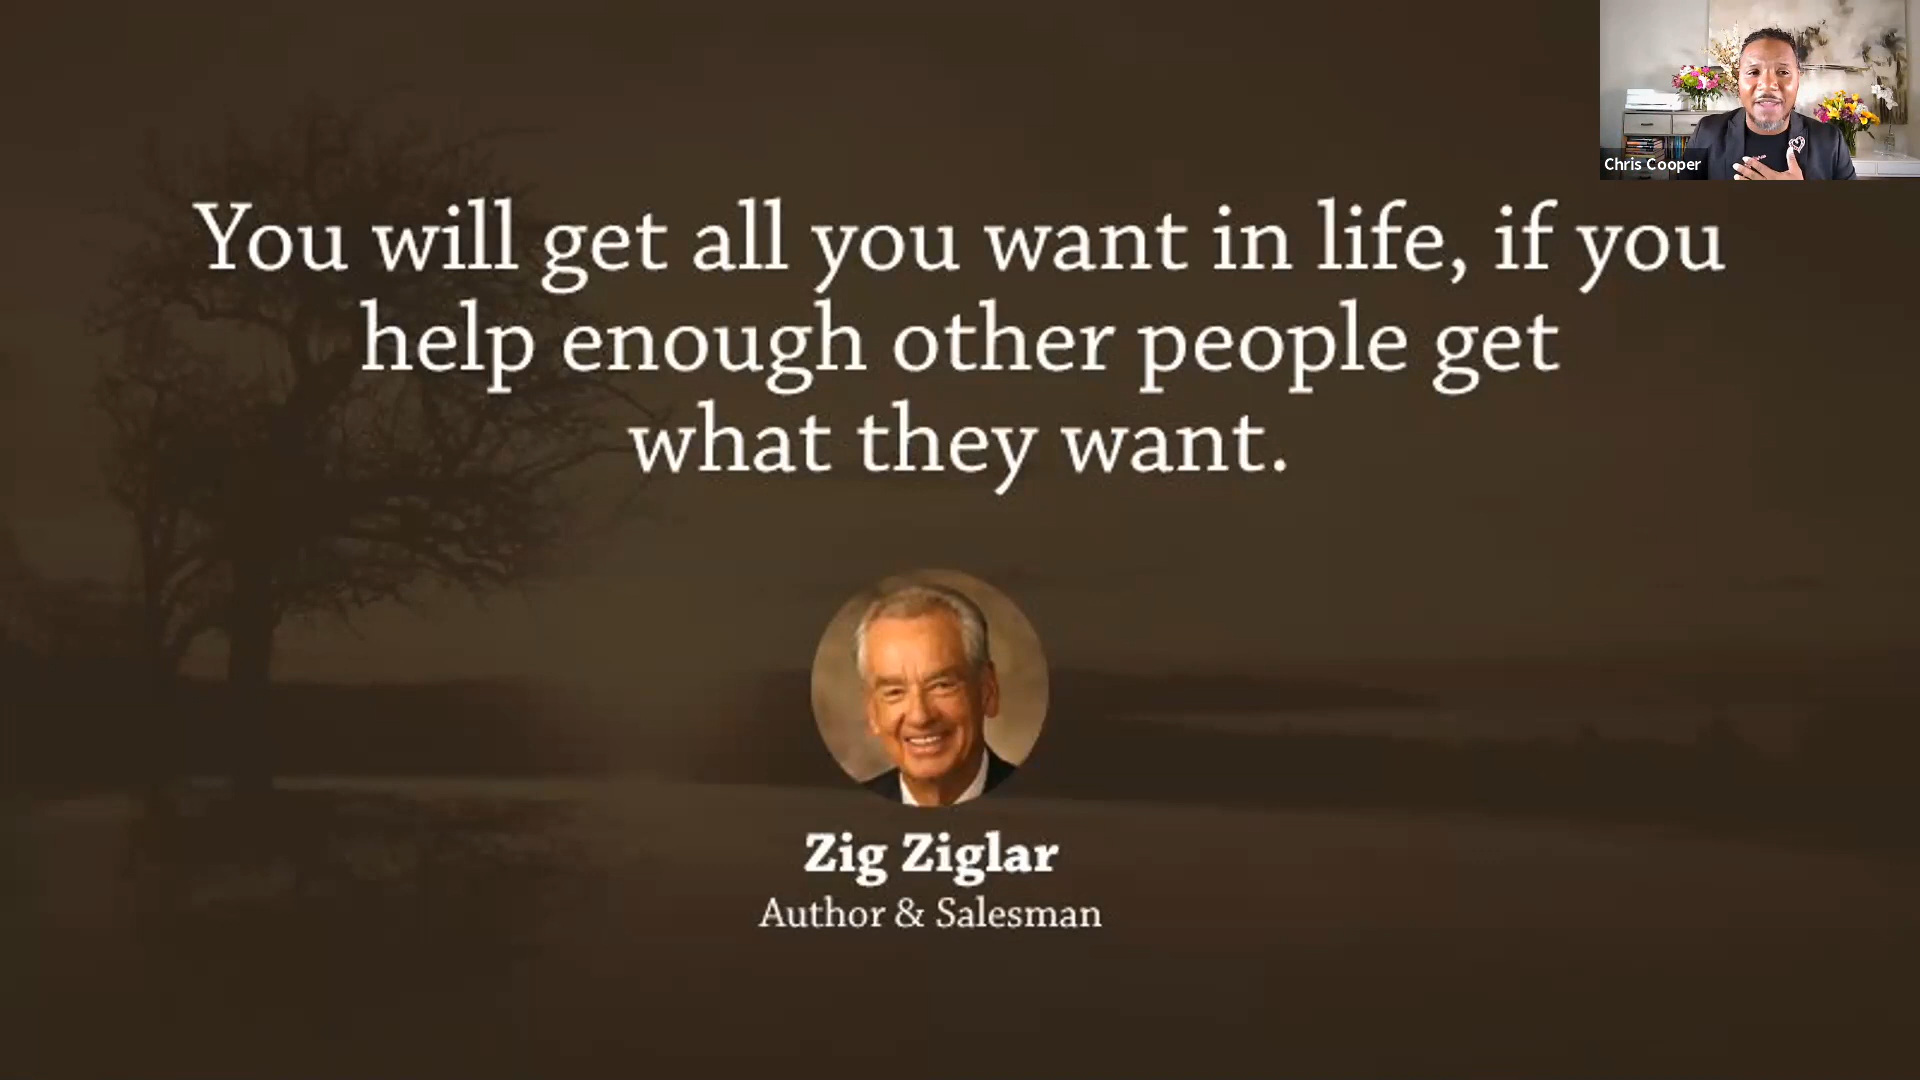 You will get all you want in life, if you
help enough other people get
what they want.
Zig Ziglar
Author & Salesman
Chris Cooper